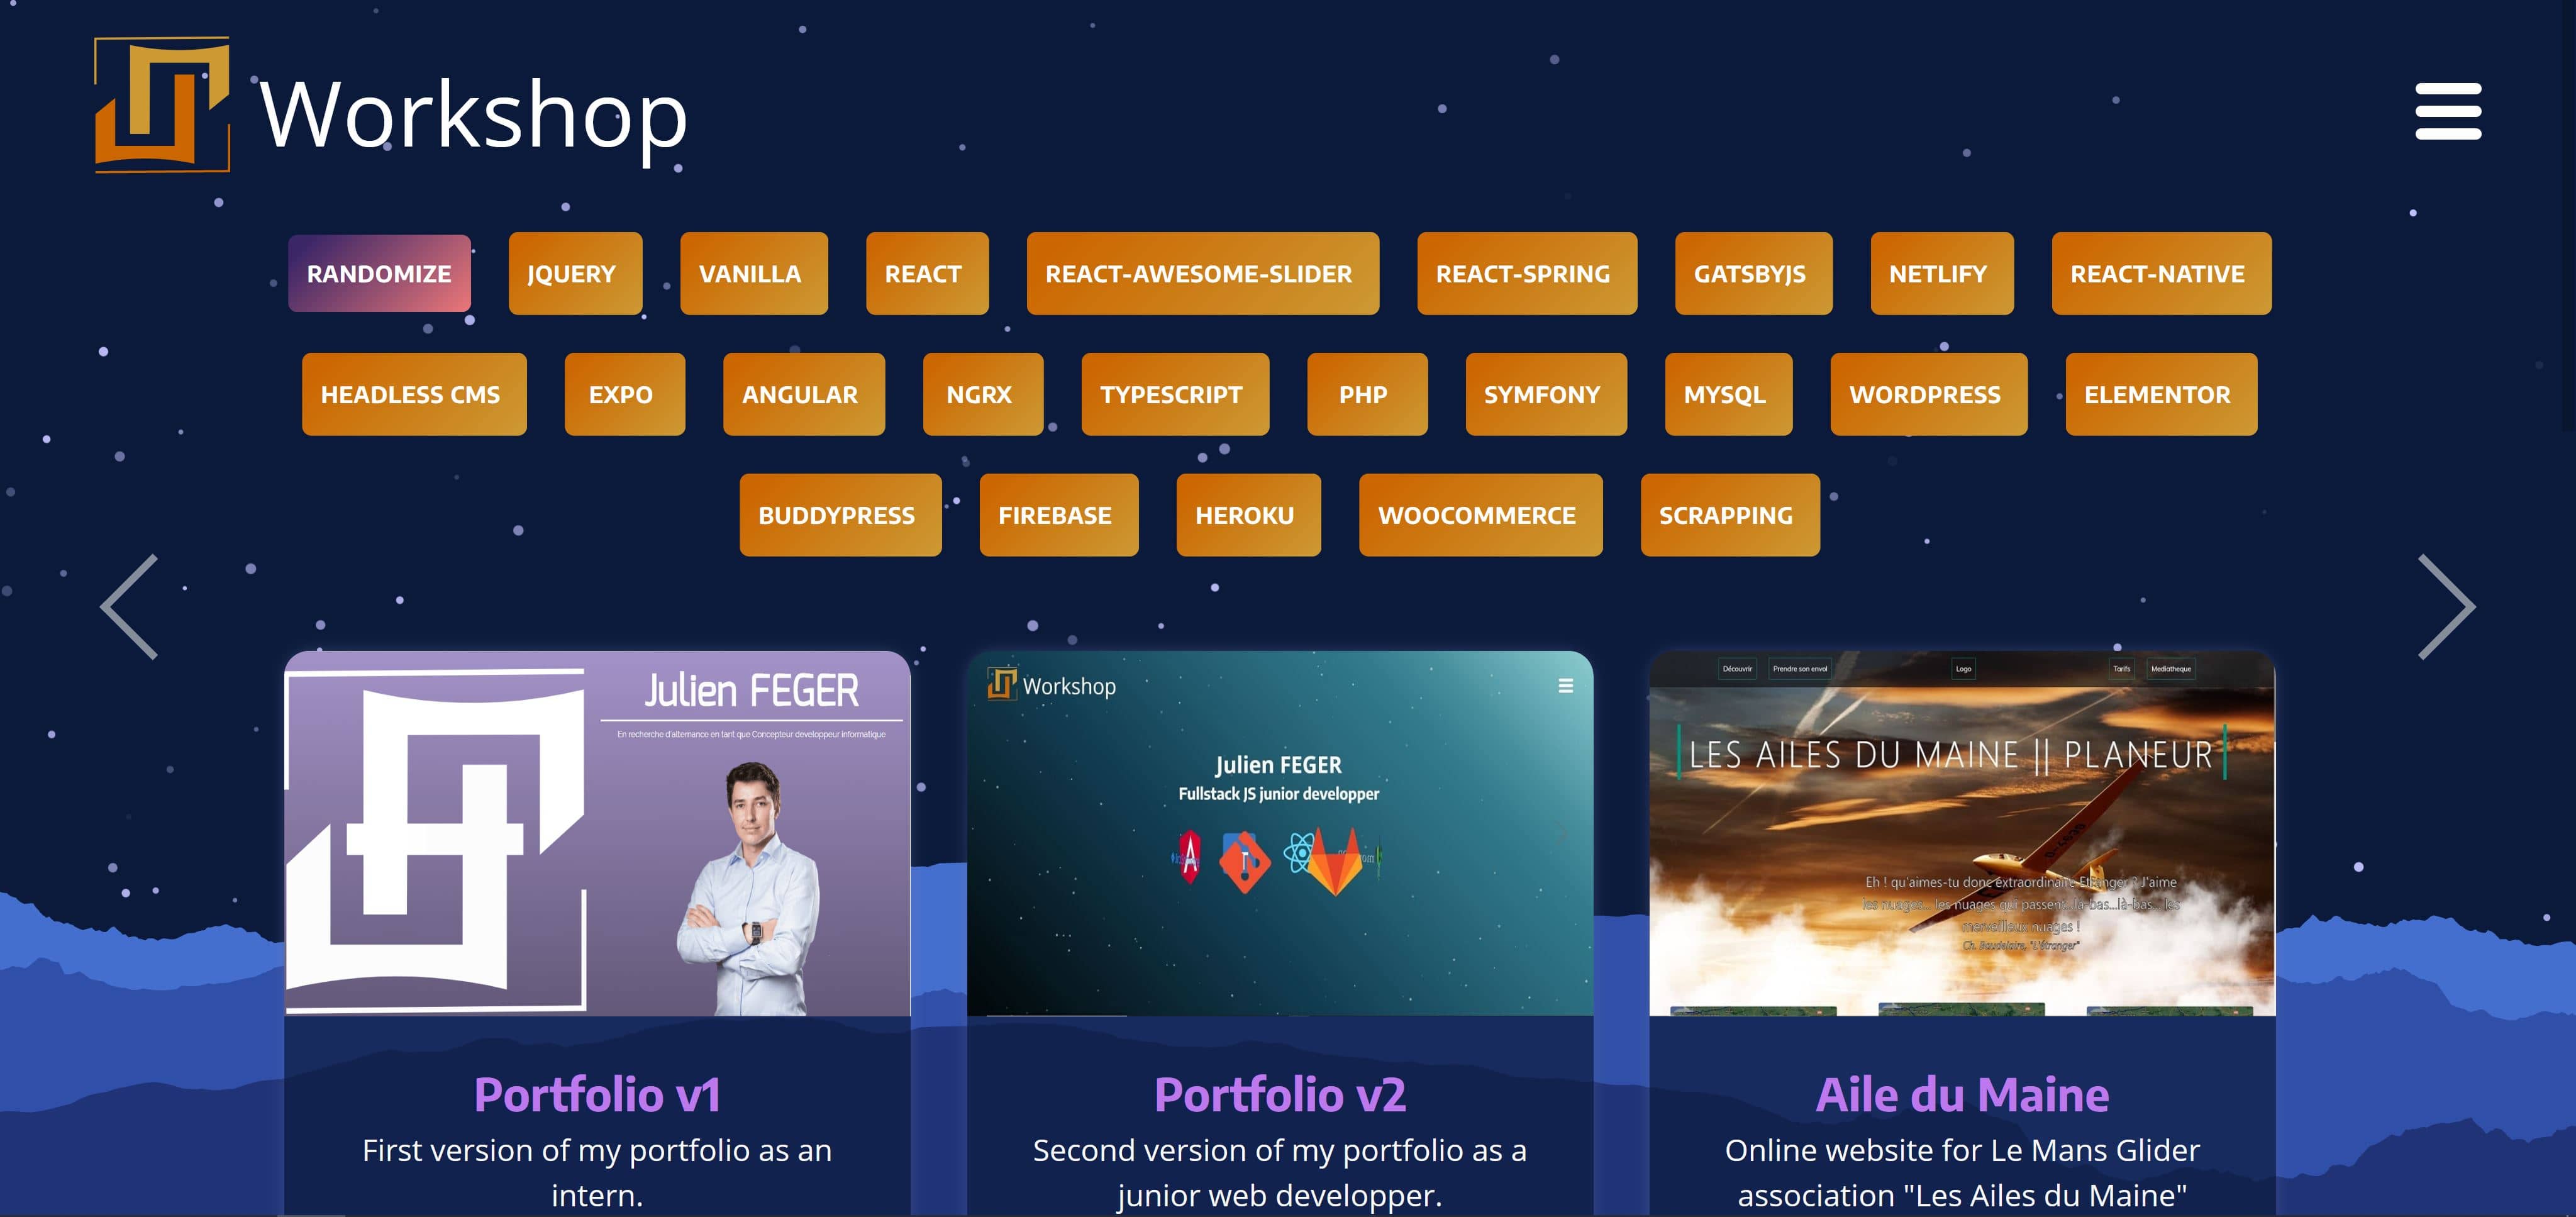 Workshop
RANDOMIZE JQUERY VANILLA REACT REACT-AWESOME-SLIDER REACT-SPRING GATSBYJS NETLIFY REACT-NATIVE
HEADLESS CMS EXPO ANGULAR NGRX TYPESCRIPT PHP SYMFONY MYSQL WORDPRESS ELEMENTOR
BUDDYPRESS FIREBASE HEROKU WOOCOMMERCE SCRAPPING
Julien FEGER
En recherche d'alternance en tant que Concepteur developpeur informatique
Portfolio v1
First version of my portfolio as an
intern.
Workshop
Julien FEGER
Fullstack JS junior developper
Portfolio v2
Second version of my portfolio as a
junior web developper.
Découvrir Prendre son envol Logo Tarifs Mediatheque
LES AILES DU MAINE || PLANEUR
Eh ! qu'aimes-tu donc extraordinaire Etranger ? J'aime
les nuages... les nuages qui passent là-bas...là-bas... les
merveilleux nuages !
Ch. Baudelaire, "L'étranger"
Aile du Maine
Online website for Le Mans Glider
association "Les Ailes du Maine"